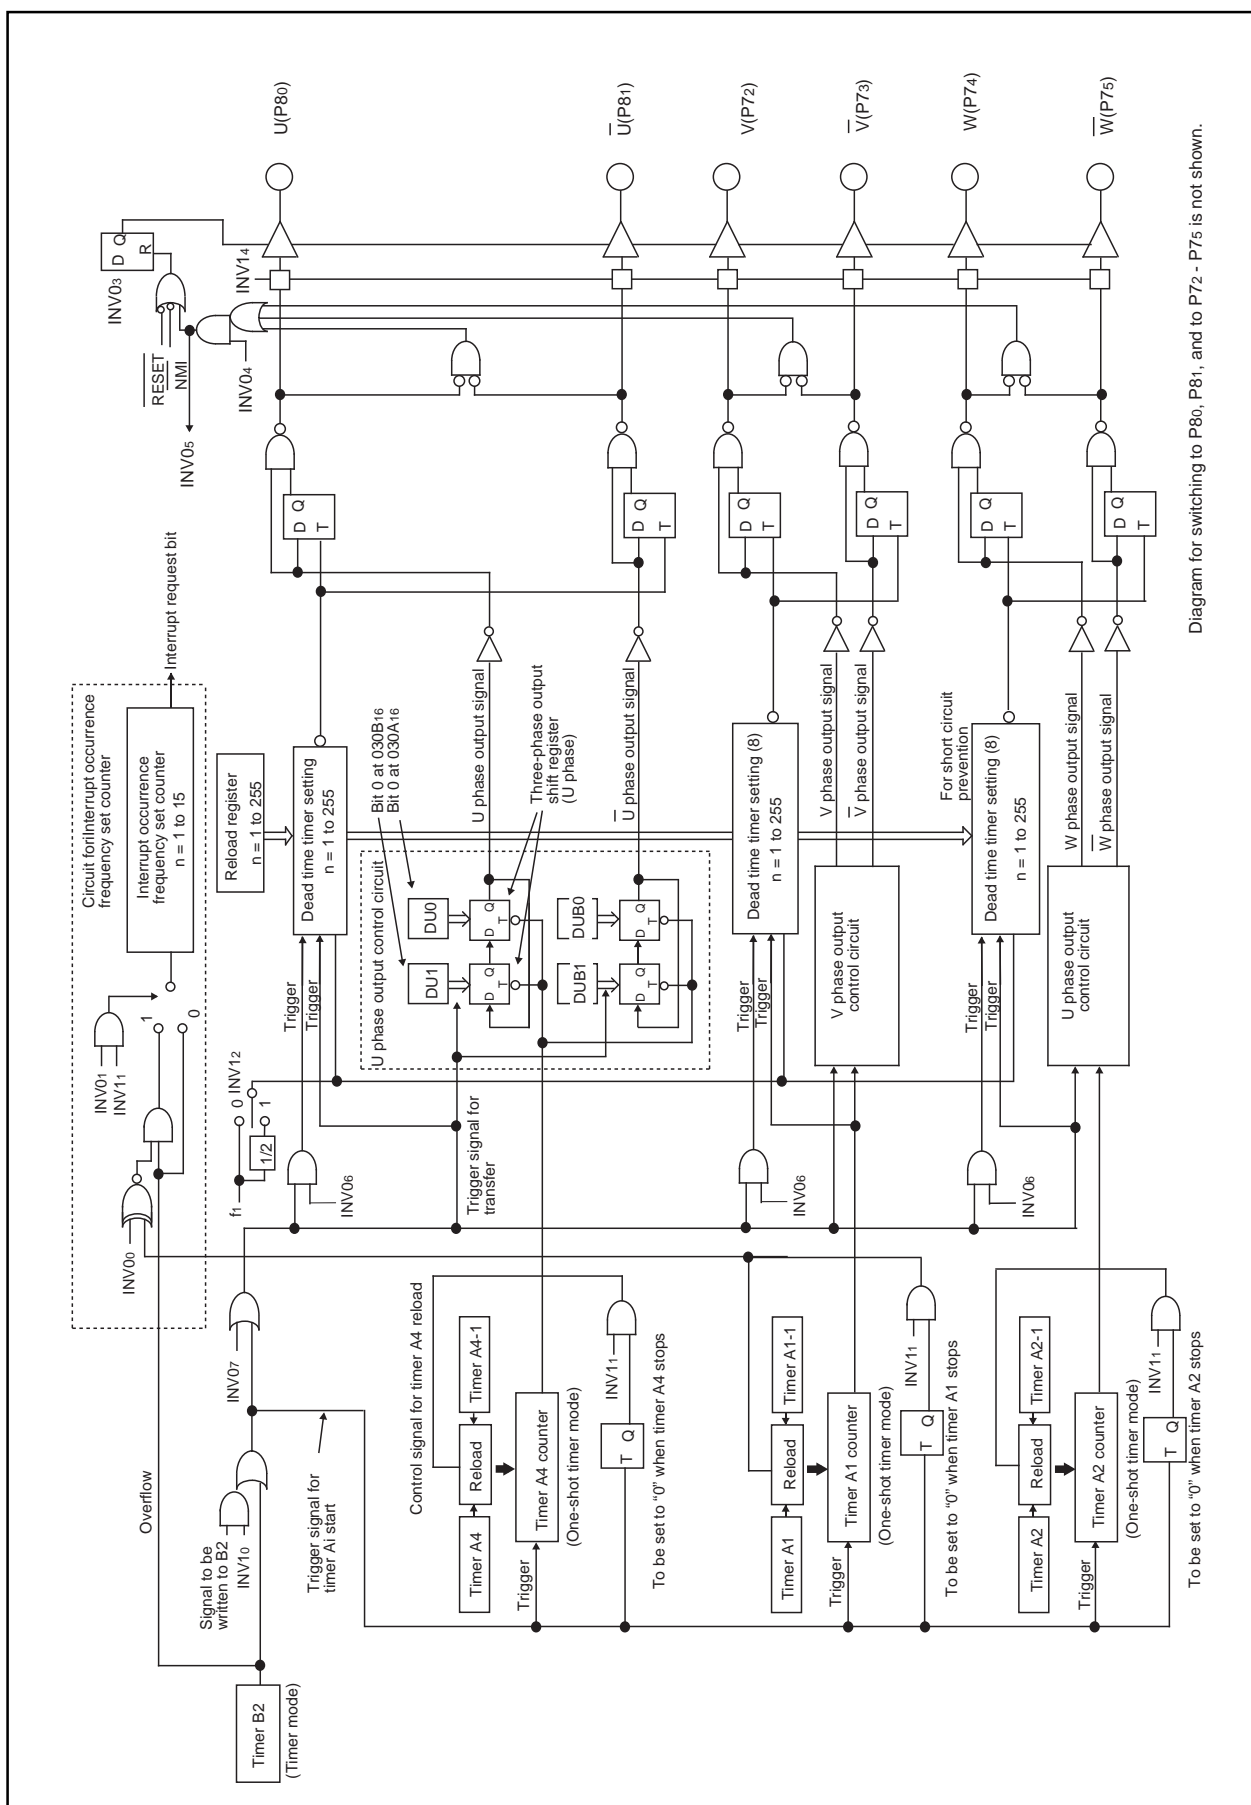 Diagram for switching to P80, P81, and to P72 - P75 is not shown.
INV03
D Q
R
RESET
NMI
INV05
INV04
INV14
U(P80)
U(P81)
V(P72)
V(P73)
W(P74)
W(P75)
Circuit foriInterrupt occurrence
frequency set counter
Interrupt occurrence
frequency set counter
n = 1 to 15
Interrupt request bit
INV01
INV11
1
0
INV00
Overflow
Signal to be
written to B2
INV10
Timer B2
(Timer mode)
INV07
Trigger signal for
timer Ai start
Reload register
n = 1 to 255
f1
1/2
0
1
INV12
INV06
Trigger
Trigger
Dead time timer setting
n = 1 to 255
D Q
T
Trigger signal for
transfer
U phase output control circuit
DU1
DU0
D Q
T
D Q
T
DUB1
DUB0
D Q
T
D Q
T
Bit 0 at 030B16
Bit 0 at 030A16
Three-phase output
shift register
(U phase)
U phase output signal
U phase output signal
D Q
T
Control signal for timer A4 reload
Timer A4
Reload
Timer A4-1
Trigger
Timer A4 counter
(One-shot timer mode)
INV11
T Q
To be set to “0” when timer A4 stops
INV06
Trigger
Trigger
Dead time timer setting (8)
n = 1 to 255
D Q
T
V phase output
control circuit
V phase output signal
V phase output signal
D Q
T
Timer A1
Reload
Timer A1-1
Trigger
Timer A1 counter
(One-shot timer mode)
INV11
T Q
To be set to “0” when timer A1 stops
INV06
Trigger
Trigger
For short circuit
prevention
Dead time timer setting (8)
n = 1 to 255
D Q
T
U phase output
control circuit
W phase output signal
W phase output signal
D Q
T
Timer A2
Reload
Timer A2-1
Trigger
Timer A2 counter
(One-shot timer mode)
INV11
T Q
To be set to “0” when timer A2 stops